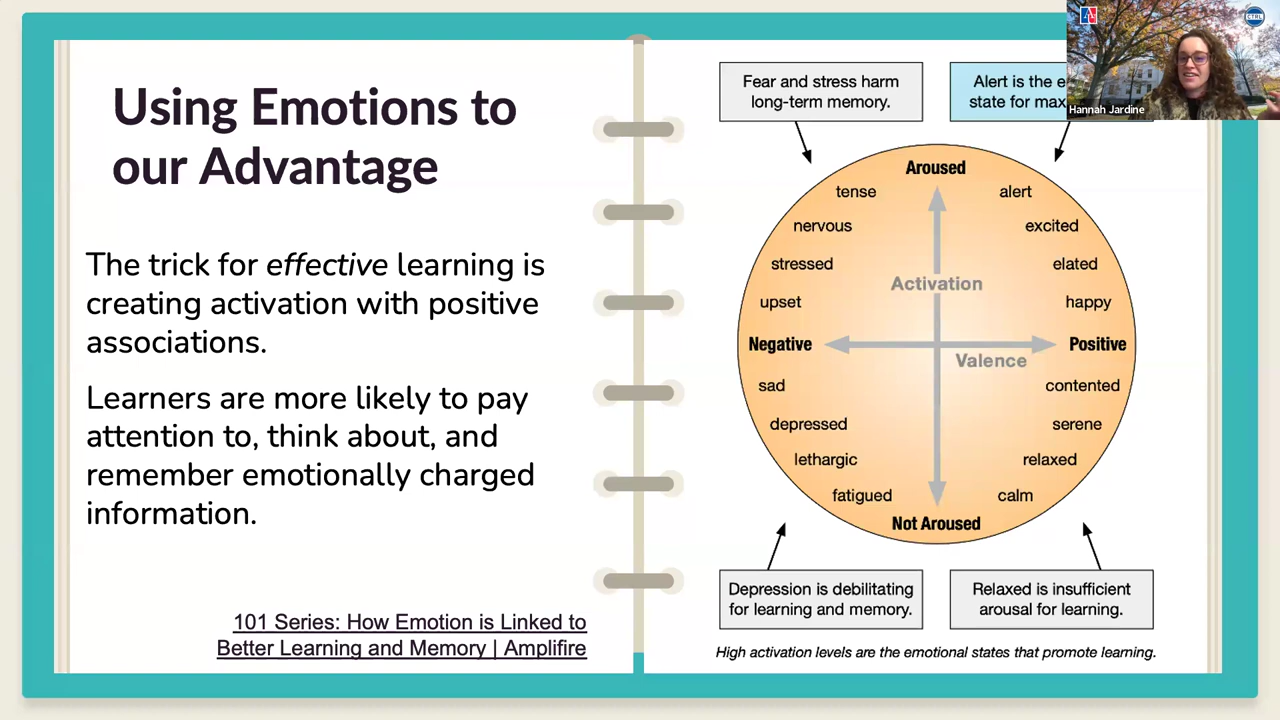 Using Emotions to
our Advantage
The trick for effective learning is
creating activation with positive
associations.
Learners are more likely to pay
attention to, think about, and
remember emotionally charged
information.
101 Series: How Emotion is Linked to
Better Learning and Memory | Amplifire
Fear and stress harm
long-term memory.
Alert is the
state for
Hannah Jardine
CTRL
Aroused
tense
alert
nervous
excited
stressed
elated
Activation
upset
happy
Negative
Positive
Valence
sad
contented
depressed
serene
lethargic
relaxed
fatigued
calm
Not Aroused
Depression is debilitating
for learning and memory.
Relaxed is insufficient
arousal for learning.
High activation levels are the emotional states that promote learning.